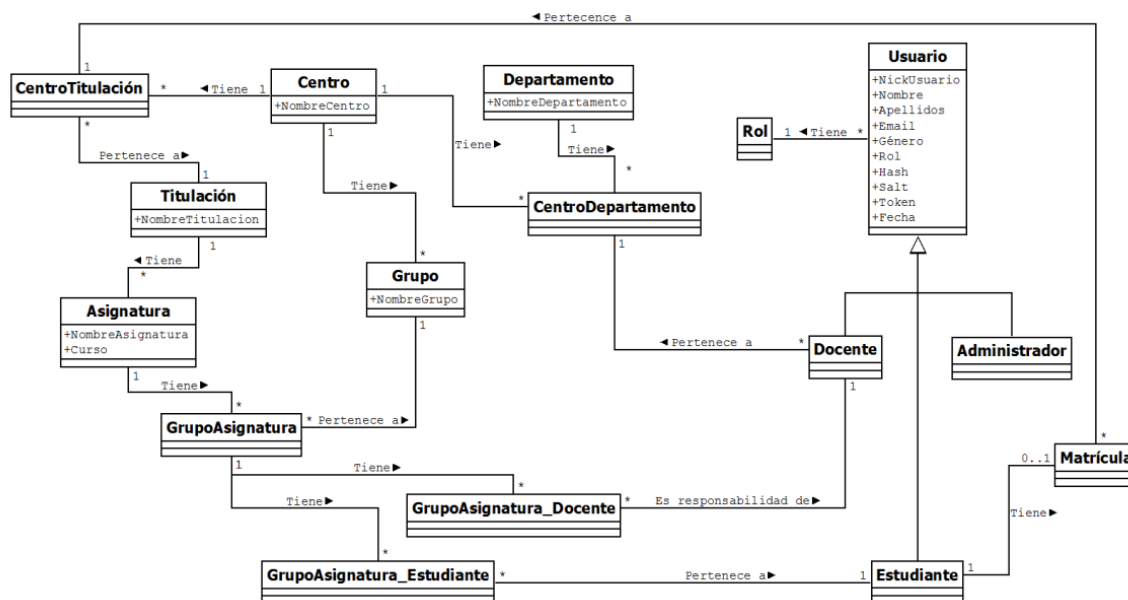 ◄ Pertecence a
Usuario
+NickUsuario
+Nombre
+Apellidos
+Email
+Género
+Rol
+Hash
+Salt
+Token
+Fecha
1
*
CentroTitulación
* ◄ Tiene 1
Centro
+NombreCentro
1
1
Departamento
+NombreDepartamento
1
Rol
1 ◄ Tiene *
*
Pertenece a►
1
Tiene►
Tiene►
*
Titulación
+NombreTitulacion
1
Tiene►
*
CentroDepartamento
1
◄ Tiene
*
*
Grupo
+NombreGrupo
1
Asignatura
+NombreAsignatura
+Curso
1
◄ Pertenece a
*
Docente
1
Administrador
Tiene►
*
GrupoAsignatura
* Pertenece a►
1
Tiene►
*
0..1
*
Matrícula
Tiene►
*
GrupoAsignatura_Docente
* Es responsabilidad de►
Tiene►
GrupoAsignatura_Estudiante
* Pertenece a► 1
Estudiante
1